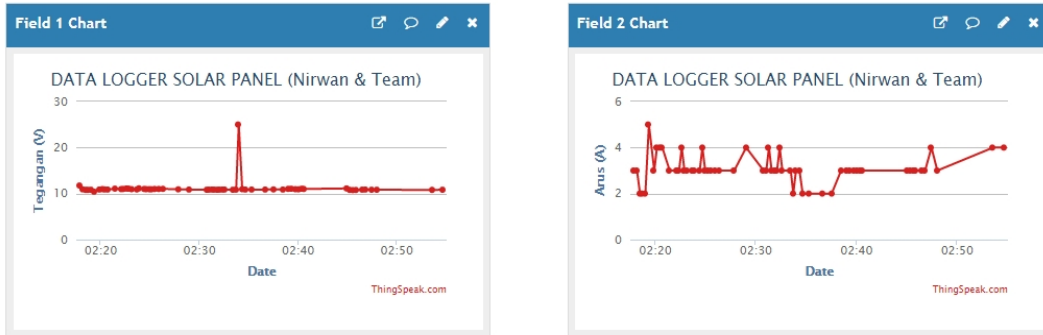 Field 1 Chart
DATA LOGGER SOLAR PANEL (Nirwan & Team)
30
20
10
0
Tegangan (V)
02:20 02:30 02:40 02:50
Date
ThingSpeak.com
Field 2 Chart
DATA LOGGER SOLAR PANEL (Nirwan & Team)
6
4
2
0
Arus (A)
02:20 02:30 02:40 02:50
Date
ThingSpeak.com